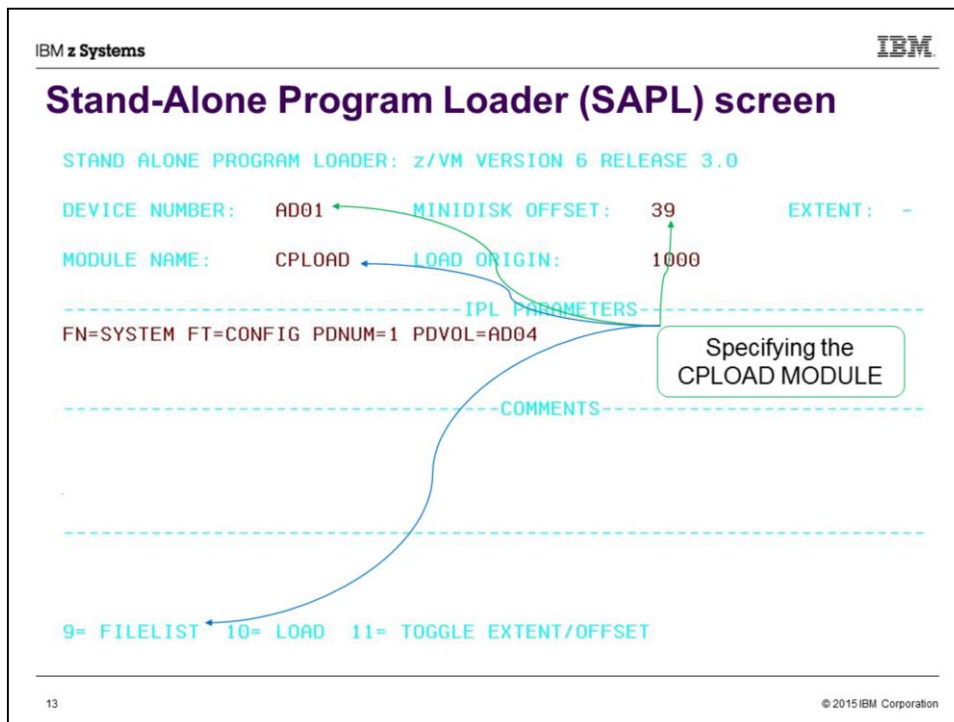 IBM z Systems
IBM
Stand-Alone Program Loader (SAPL) screen
STAND ALONE PROGRAM LOADER: z/VM VERSION 6 RELEASE 3.0
DEVICE NUMBER: AD01 MINIDISK OFFSET: 39 EXTENT: -
MODULE NAME: CPLOAD LOAD ORIGIN: 1000
--------------------------------IPL PARAMETERS-----------------------
FN=SYSTEM FT=CONFIG PDNUM=1 PDVOL=AD04
Specifying the
CPLOAD MODULE
-----------------------------------COMMENTS--------------------------
---------------------------------------------------------------------
9= FILELIST 10= LOAD 11= TOGGLE EXTENT/OFFSET
13
© 2015 IBM Corporation